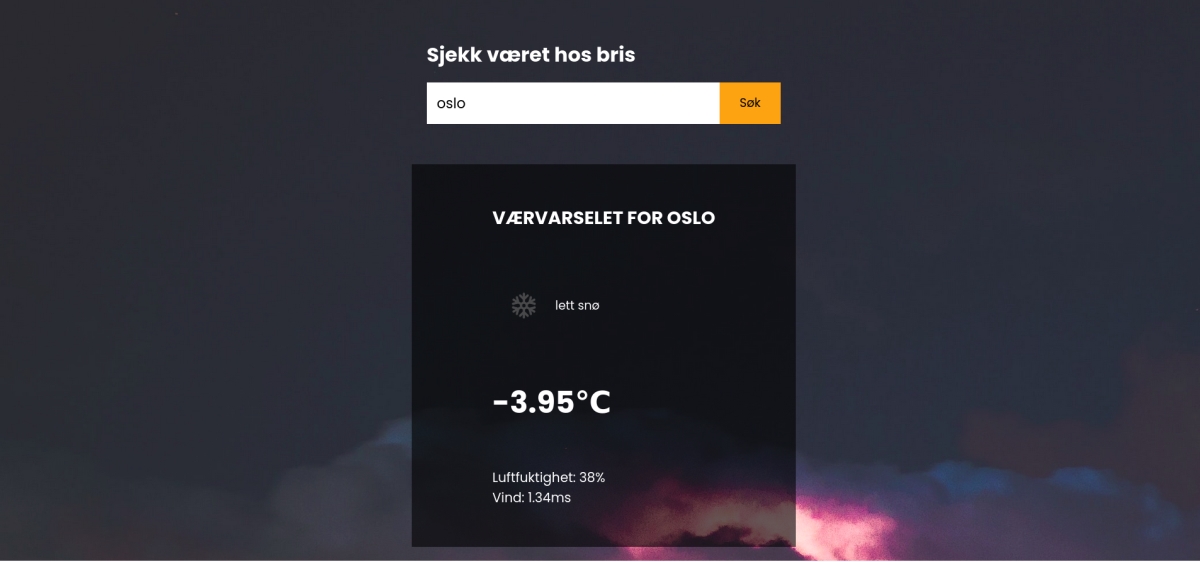 Sjekk været hos bris
oslo
Søk
VÆRVARSELET FOR OSLO
lett snø
-3.95°C
Luftfuktighet: 38%
Vind: 1.34ms